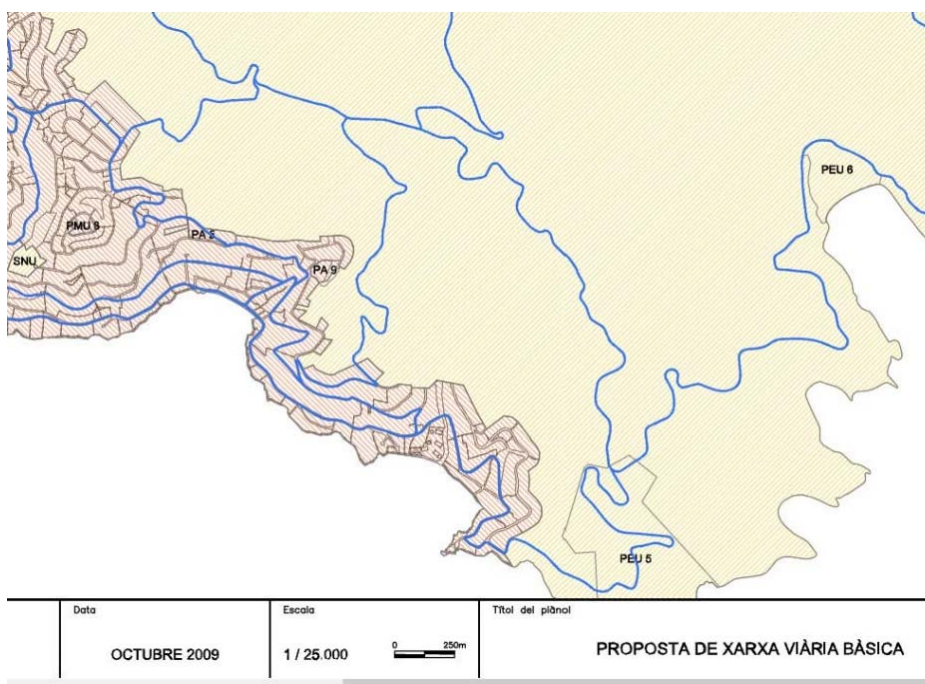 PEU 6
PMU 8
PA 5
SNU
PA 9
PEU 5
Data
Escala
Títol del plànol
OCTUBRE 2009
1 / 25.000
0 250m
PROPOSTA DE XARXA VIÀRIA BÀSICA